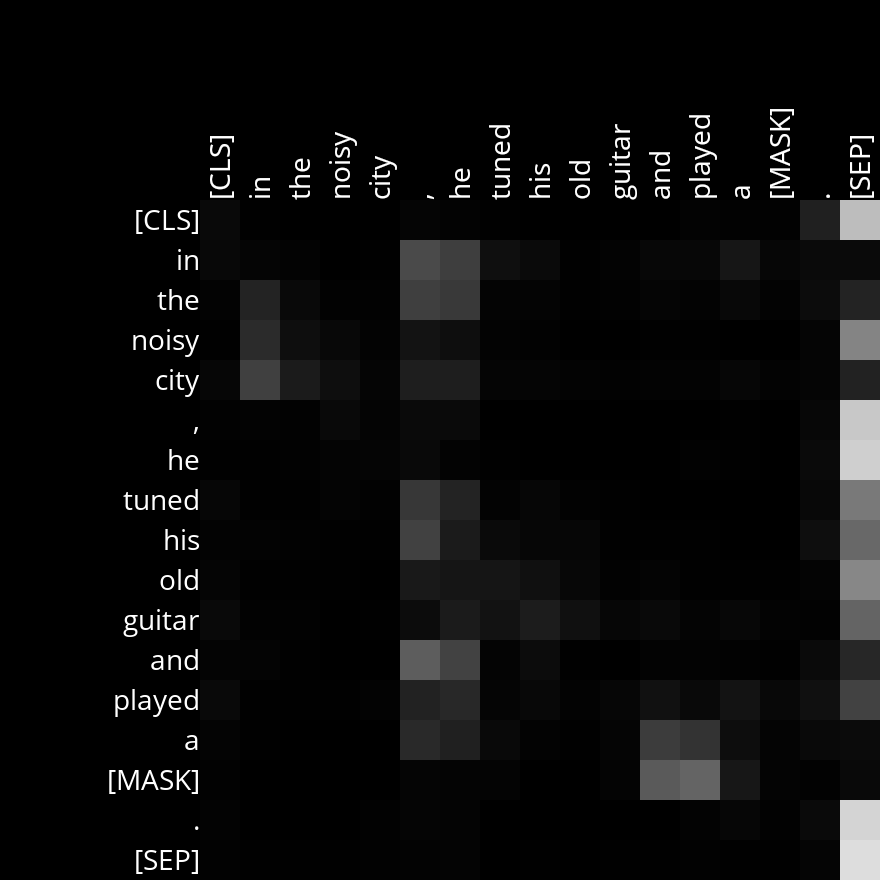 [CLS] in the noisy city , he tuned his old guitar and played a [MASK] . [SEP]
[CLS]
in
the
noisy
city
,
he
tuned
his
old
guitar
and
played
a
[MASK]
.
[SEP]